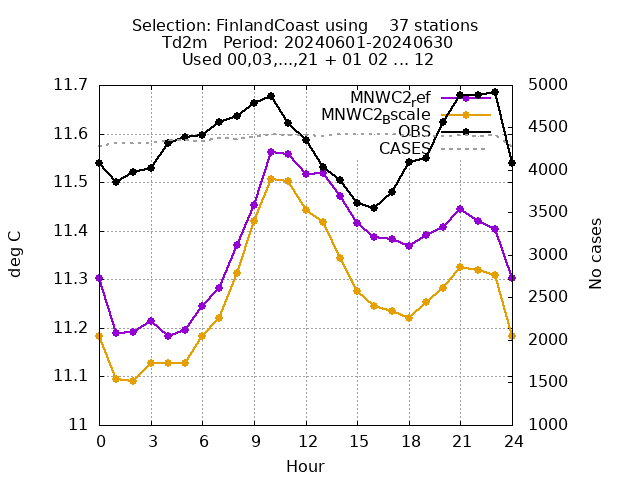 Selection: FinlandCoast using    37 stations
Td2m   Period: 20240601-20240630
Used 00,03,...,21 + 01 02 ... 12
11.7
11.6
11.5
11.4
11.3
11.2
11.1
11
deg C
MNWC2_ref
MNWC2_Bscale
OBS
CASES
5000
4500
4000
3500
3000
2500
2000
1500
1000
No cases
0 3 6 9 12 15 18 21 24
Hour